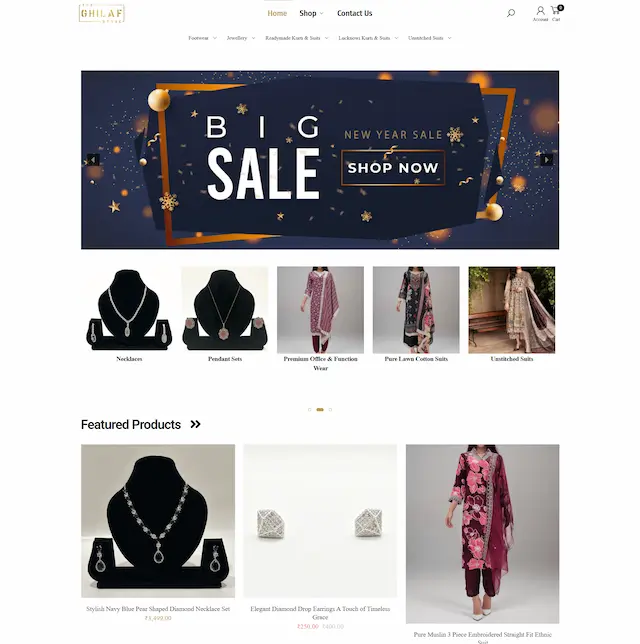 GHILAF
Home
Shop
Contact Us
Account
Cart
0
Footwear
Jewellery
Readymade Kurti & Suits
Lucknowi Kurti & Suits
Unstitched Suits
BIG
SALE
NEW YEAR SALE
SHOP NOW
Necklaces
Pendant Sets
Premium Office & Function
Wear
Pure Lawn Cotton Suits
Unstitched Suits
Featured Products
Stylish Navy Blue Pear Shaped Diamond Necklace Set
Elegant Diamond Drop Earrings A Touch of Timeless
Grace
₹250.00 ₹400.00
Pure Muslin 3 Piece Embroidered Straight Fit Ethnic
Suit